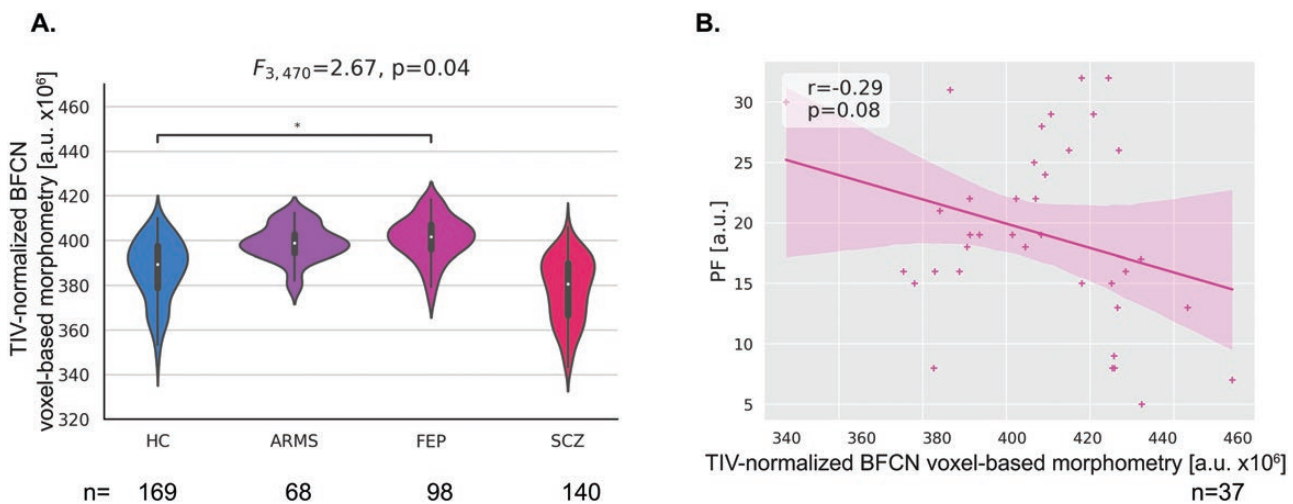 A.
F3,470=2.67, p=0.04
TIV-normalized BFCN
voxel-based morphometry [a.u. x10⁶]
460
440
420
400
380
360
340
320
*
HC ARMS FEP SCZ
n= 169 68 98 140
B.
r=-0.29
p=0.08
PF [a.u.]
30
25
20
15
10
5
340 360 380 400 420 440 460
TIV-normalized BFCN voxel-based morphometry [a.u. x10⁶]
n=37